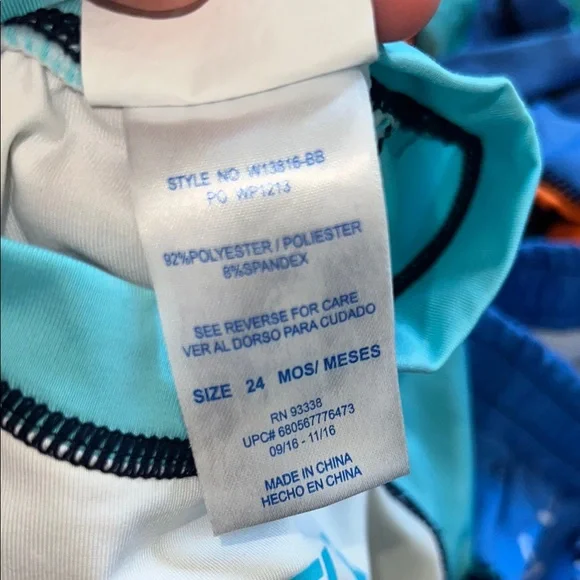 STYLE NO W13816-BB
PO WP1213
92%POLYESTER / POLIESTER
8%SPANDEX
SEE REVERSE FOR CARE
VER AL DORSO PARA CUIDADO
SIZE 24 MOS/ MESES
RN 93338
UPC# 680567776473
09/16 - 11/16
MADE IN CHINA
HECHO EN CHINA